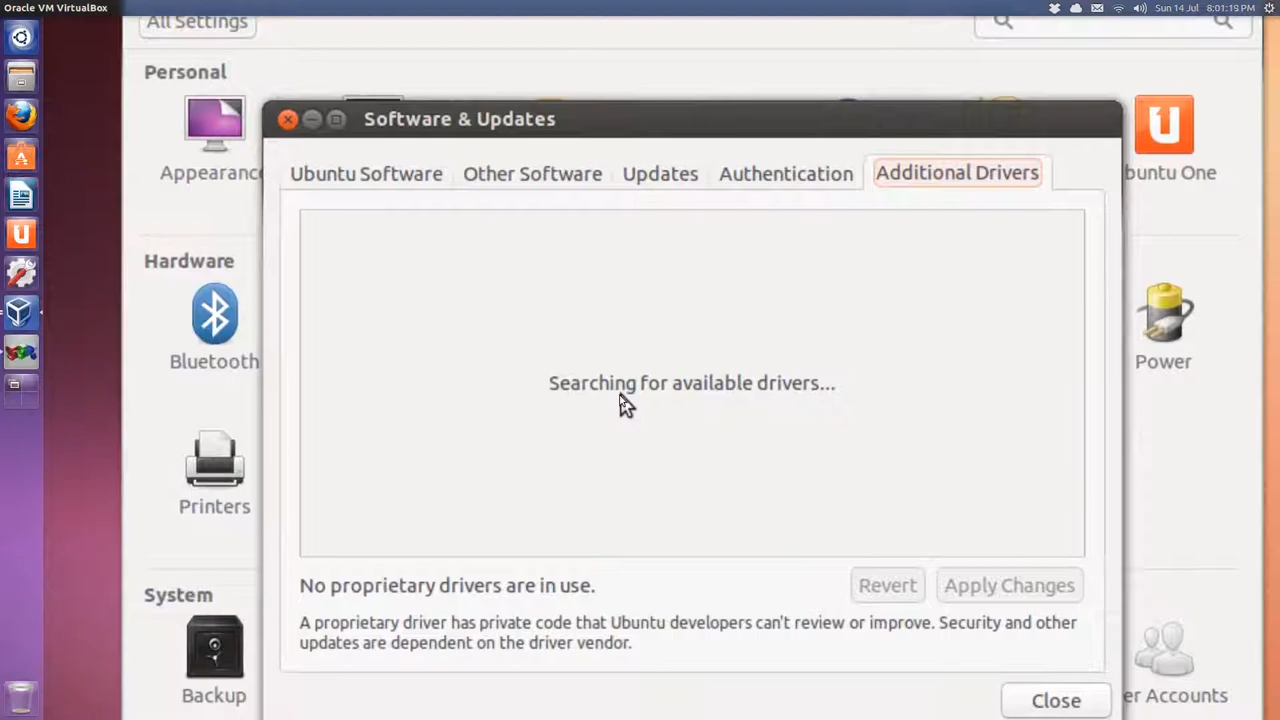 Oracle VM VirtualBox
Sun 14 Jul 8:01:19 PM
All Settings
Personal
Software & Updates
Appearanc
buntu One
Ubuntu Software
Other Software
Updates
Authentication
Additional Drivers
Hardware
Bluetooth
Power
Searching for available drivers...
Printers
No proprietary drivers are in use.
Revert
Apply Changes
System
A proprietary driver has private code that Ubuntu developers can't review or improve. Security and other
updates are dependent on the driver vendor.
Backup
er Accounts
Close